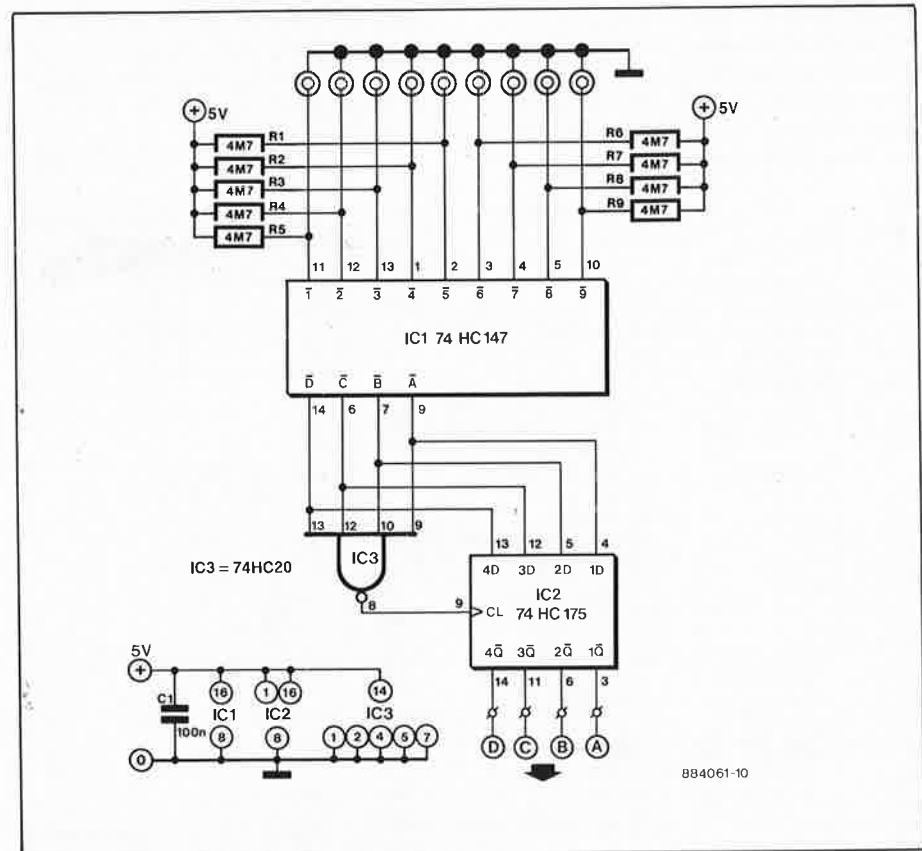 5V
5V
R1
4M7
R2
4M7
R3
4M7
R4
4M7
R5
4M7
R6
4M7
R7
4M7
R8
4M7
R9
4M7
11 12 13 1 2 3 4 5 10
1̅ 2̅ 3̅ 4̅ 5̅ 6̅ 7̅ 8̅ 9̅
IC1 74 HC147
D̅ C̅ B̅ A̅
14 6 7 9
13 12 10 9
IC3
IC3 = 74HC20
8
13 12 5 4
4D 3D 2D 1D
9
CL
IC2
74 HC 175
4Q̅ 3Q̅ 2Q̅ 1Q̅
14 11 6 3
D C B A
5V
C1
100n
0
16 1 16 14
IC1 IC2 IC3
8 8 1 2 4 5 7
884061-10